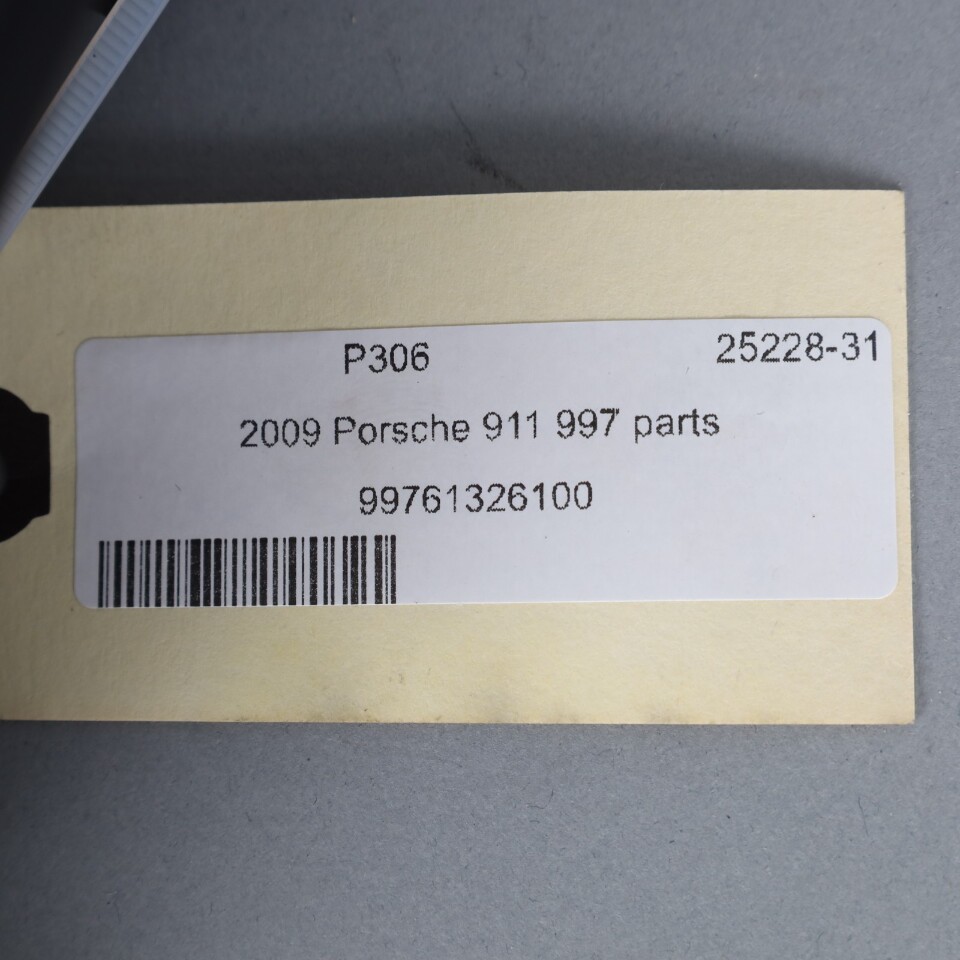 P306 25228-31
2009 Porsche 911 997 parts
99761326100